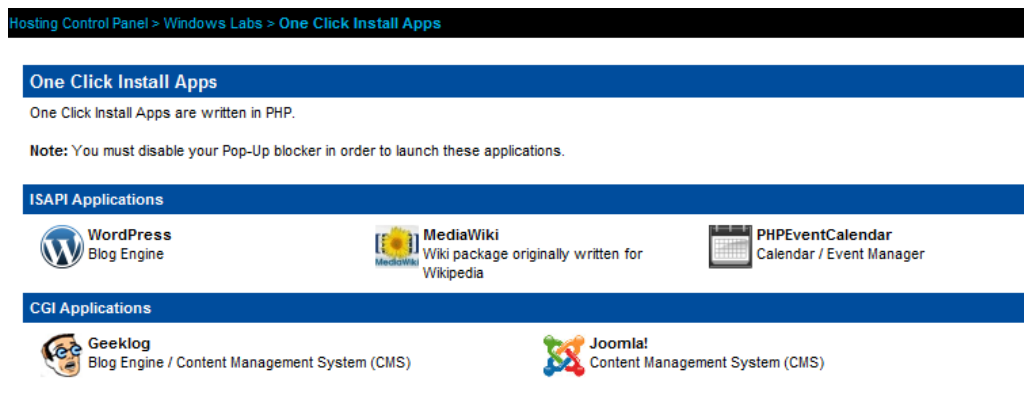 Hosting Control Panel > Windows Labs > One Click Install Apps
One Click Install Apps
One Click Install Apps are written in PHP.
Note: You must disable your Pop-Up blocker in order to launch these applications.
ISAPI Applications
WordPress
Blog Engine
MediaWiki
MediaWiki
Wiki package originally written for
Wikipedia
PHPEventCalendar
Calendar / Event Manager
CGI Applications
Geeklog
Blog Engine / Content Management System (CMS)
Joomla!
Content Management System (CMS)